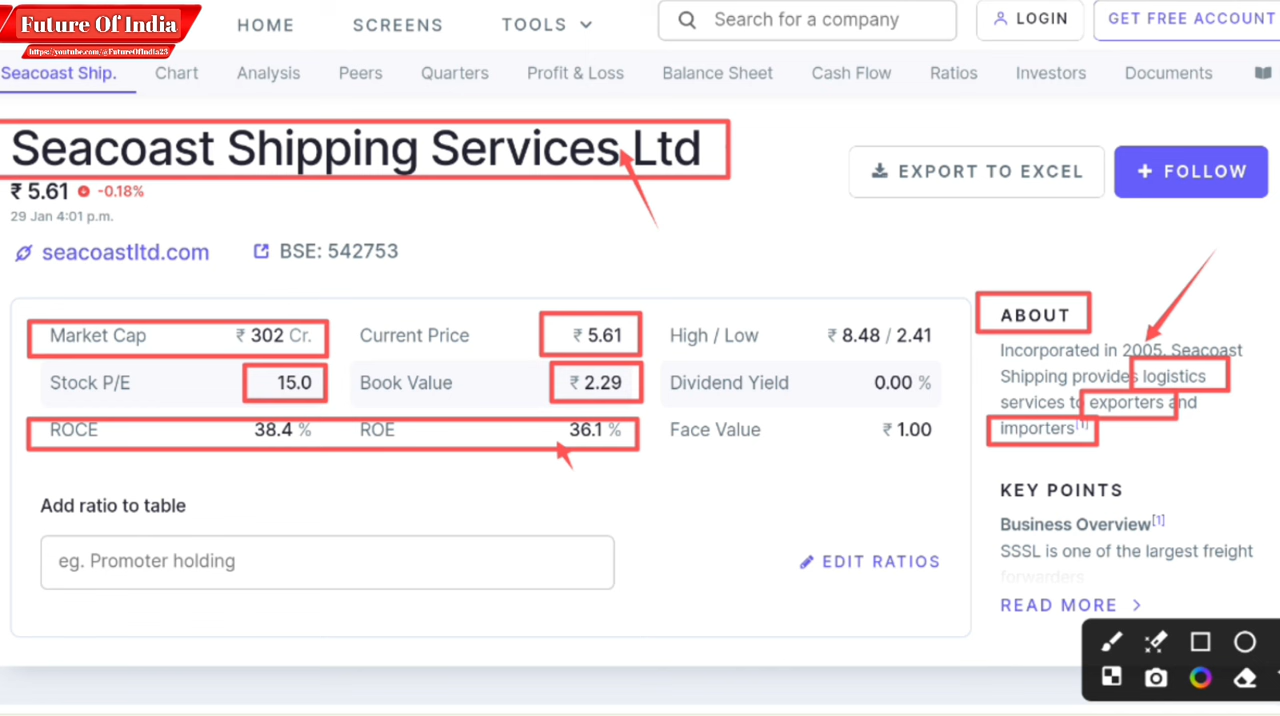 Future Of India
https://youtube.com/@FutureOfIndia23
HOME SCREENS TOOLS
Search for a company
LOGIN
GET FREE ACCOUNT
Seacoast Ship. Chart Analysis Peers Quarters Profit & Loss Balance Sheet Cash Flow Ratios Investors Documents
Seacoast Shipping Services Ltd
₹ 5.61 -0.18%
29 Jan 4:01 p.m.
EXPORT TO EXCEL
+ FOLLOW
seacoastltd.com BSE: 542753
Market Cap ₹ 302 Cr. Current Price ₹ 5.61 High / Low ₹ 8.48 / 2.41
Stock P/E 15.0 Book Value ₹ 2.29 Dividend Yield 0.00 %
ROCE 38.4 % ROE 36.1 % Face Value ₹ 1.00
Add ratio to table
eg. Promoter holding
EDIT RATIOS
ABOUT
Incorporated in 2005, Seacoast
Shipping provides logistics
services to exporters and
importers[1]
KEY POINTS
Business Overview[1]
SSSL is one of the largest freight
forwarders
READ MORE